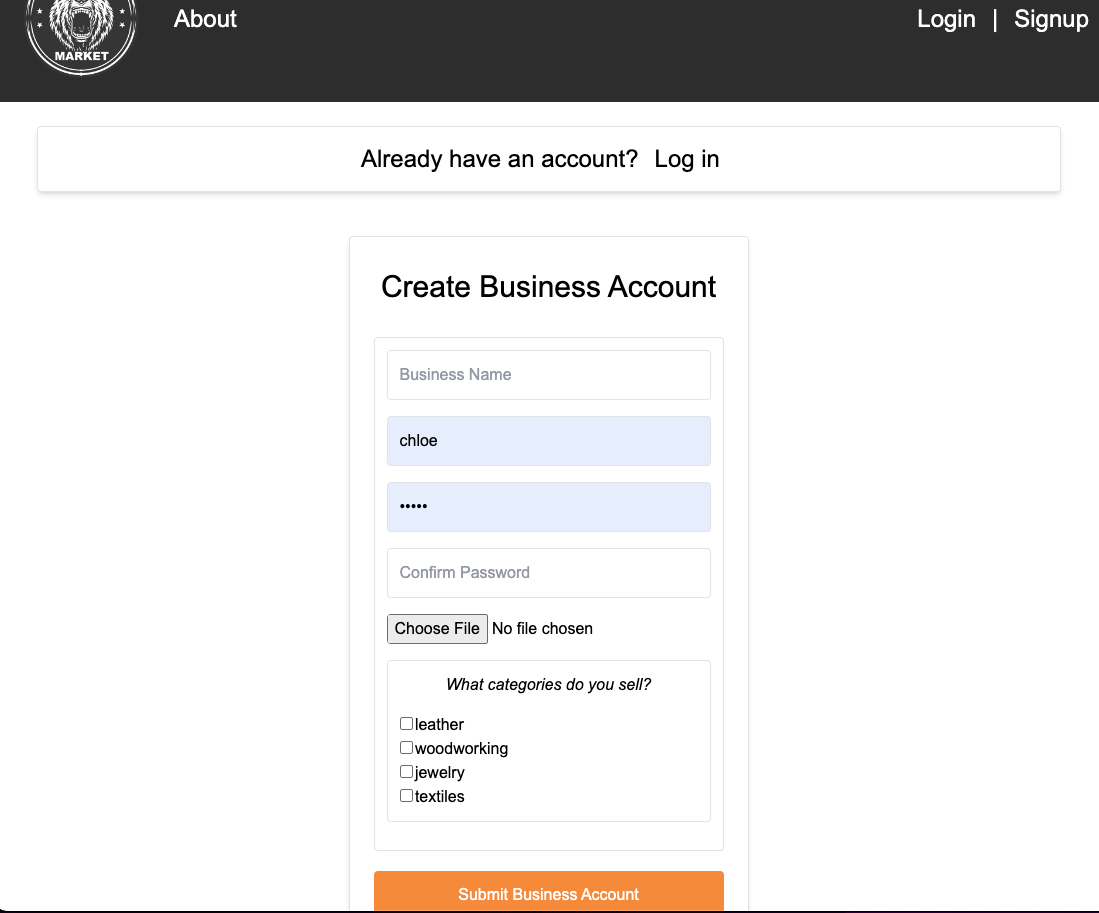 About
Login | Signup
MARKET
Already have an account? Log in
Create Business Account
Business Name
chloe
•••••
Confirm Password
Choose File No file chosen
What categories do you sell?
leather
woodworking
jewelry
textiles
Submit Business Account